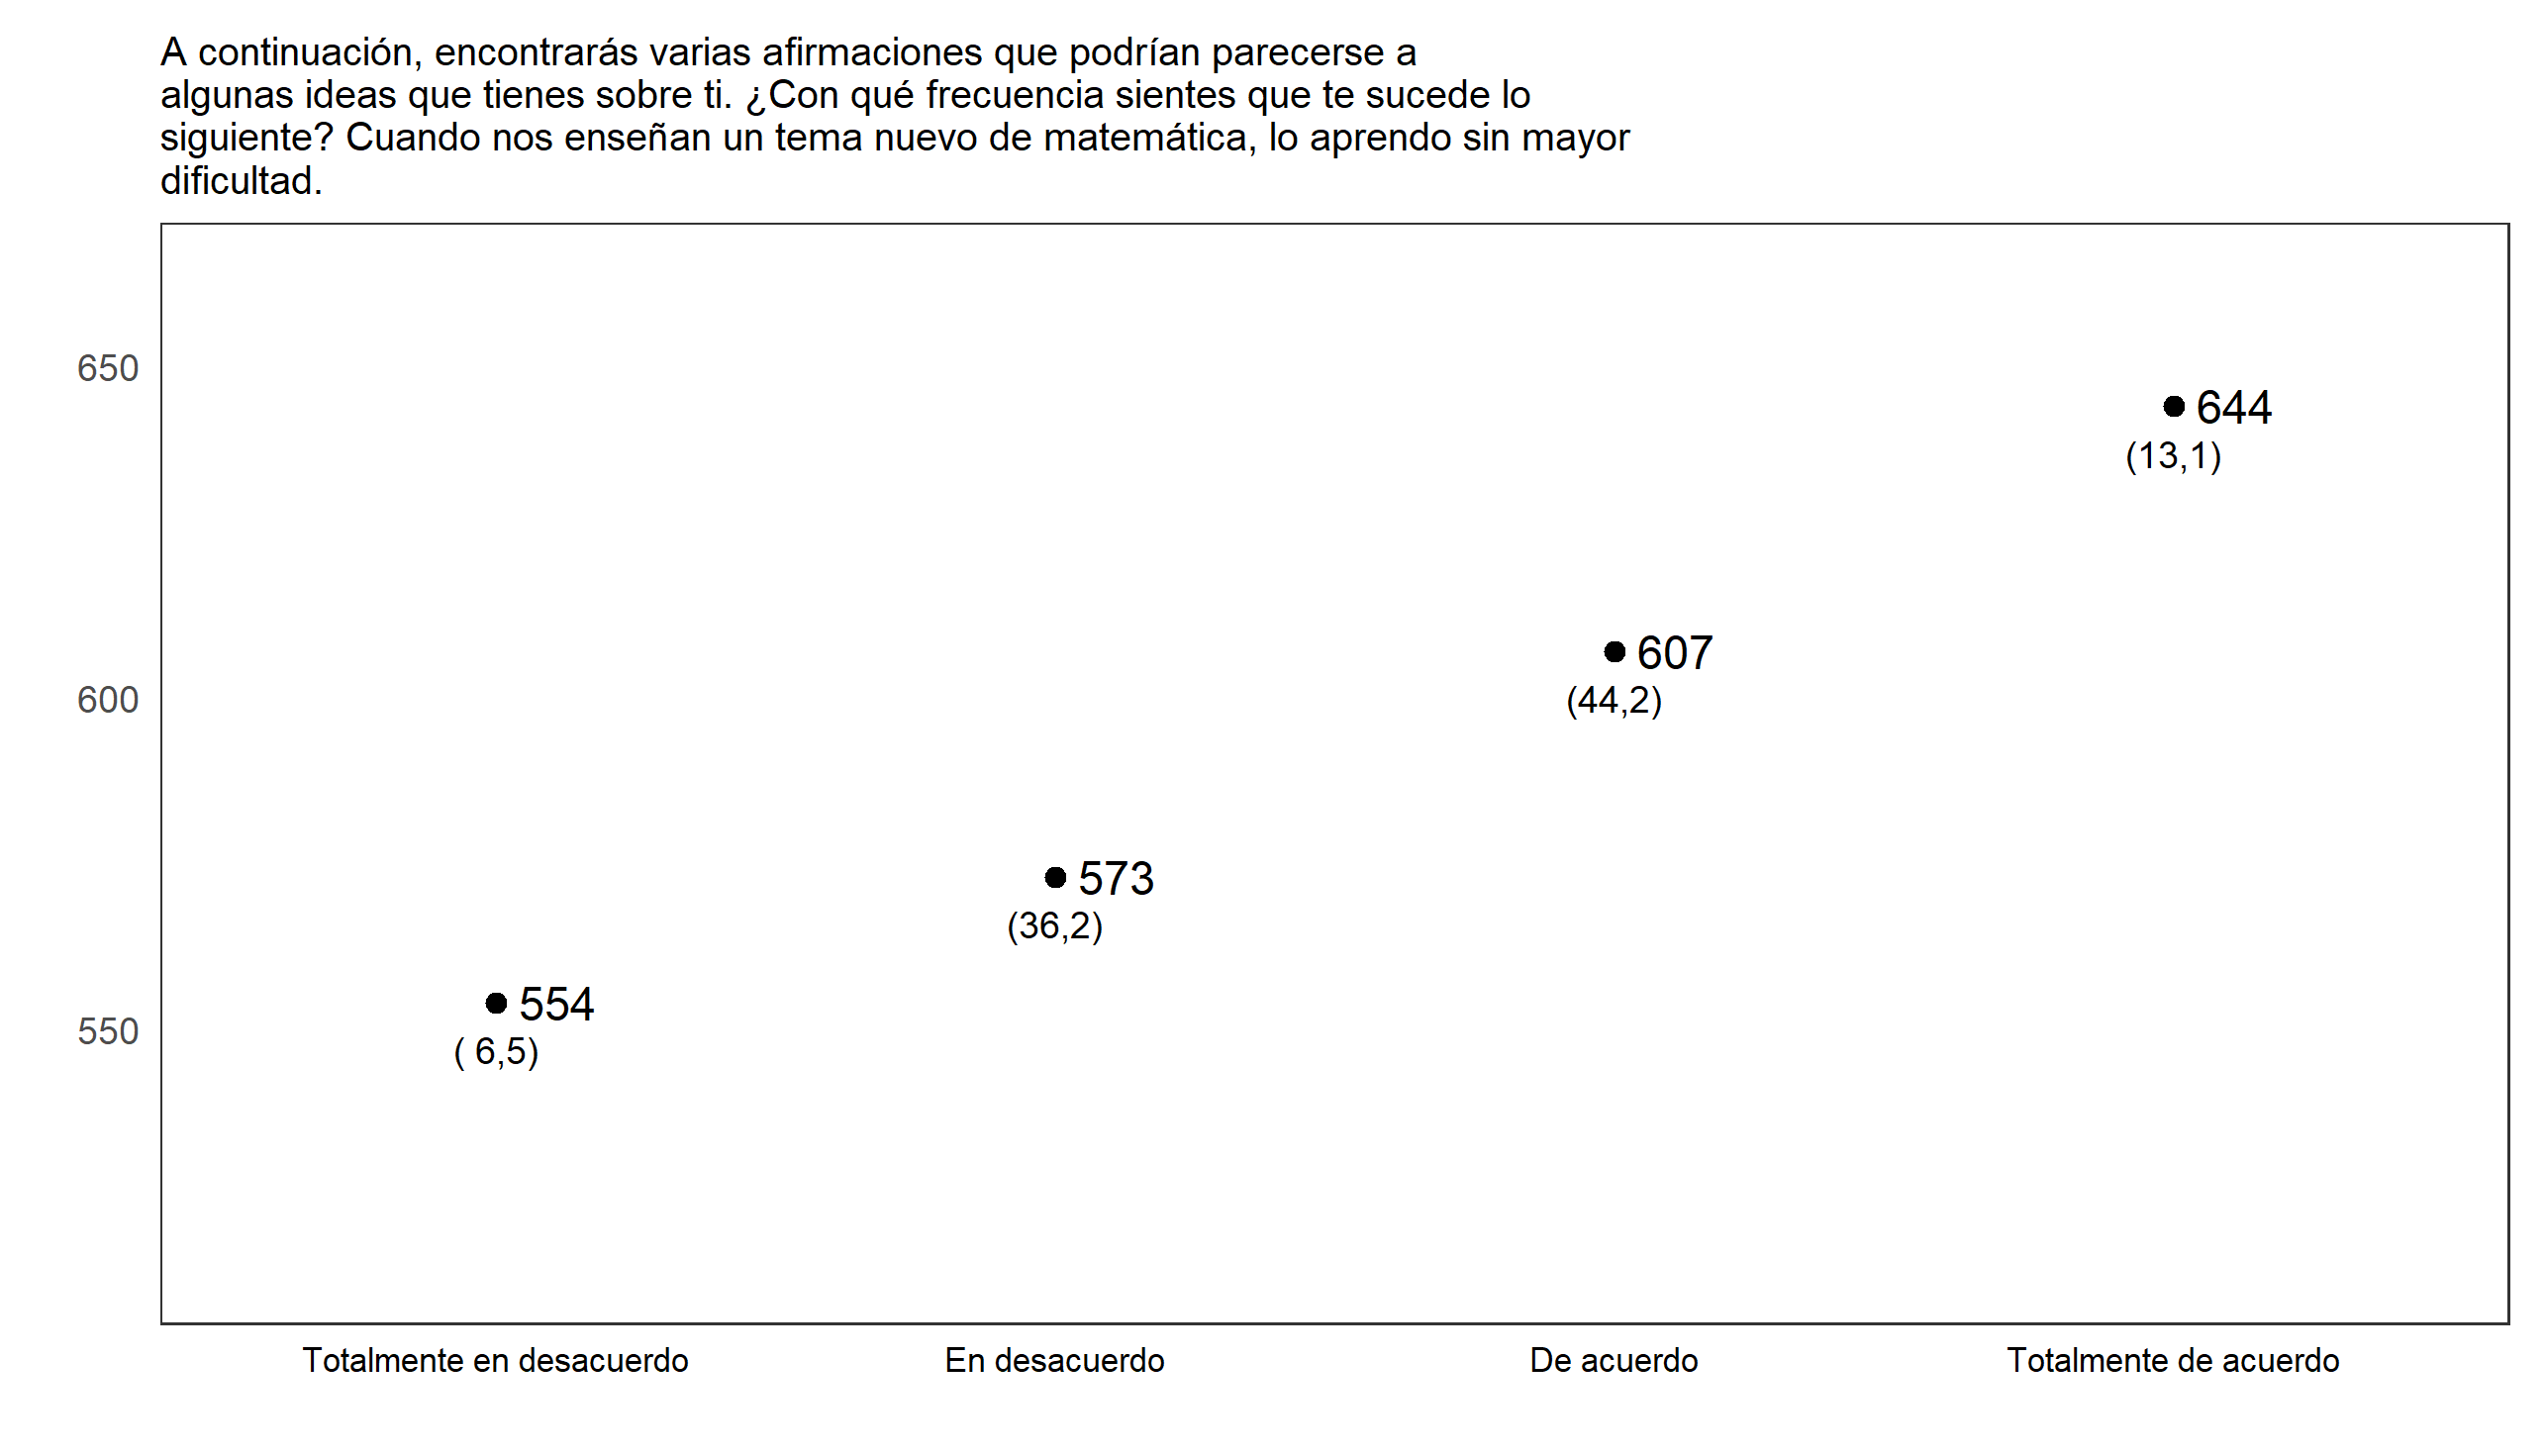 A continuación, encontrarás varias afirmaciones que podrían parecerse a
algunas ideas que tienes sobre ti. ¿Con qué frecuencia sientes que te sucede lo
siguiente? Cuando nos enseñan un tema nuevo de matemática, lo aprendo sin mayor
dificultad.
650
644
(13,1)
607
600
(44,2)
573
(36,2)
554
550
( 6,5)
Totalmente en desacuerdo
En desacuerdo
De acuerdo
Totalmente de acuerdo